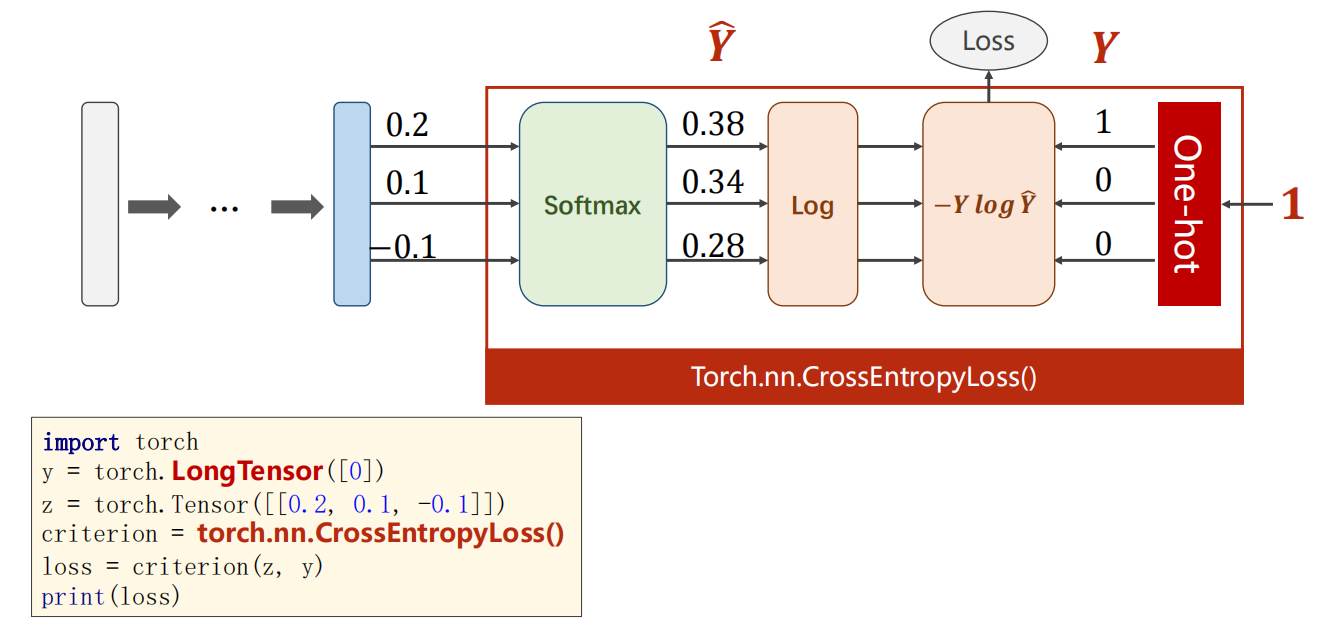 Ŷ
Loss
Y
0.2
0.38
1
0.1
0.34
0
−0.1
0.28
0
Softmax
Log
−Y log Ŷ
One-hot
1
...
Torch.nn.CrossEntropyLoss()
import torch
y = torch.LongTensor([0])
z = torch.Tensor([[0.2, 0.1, -0.1]])
criterion = torch.nn.CrossEntropyLoss()
loss = criterion(z, y)
print(loss)